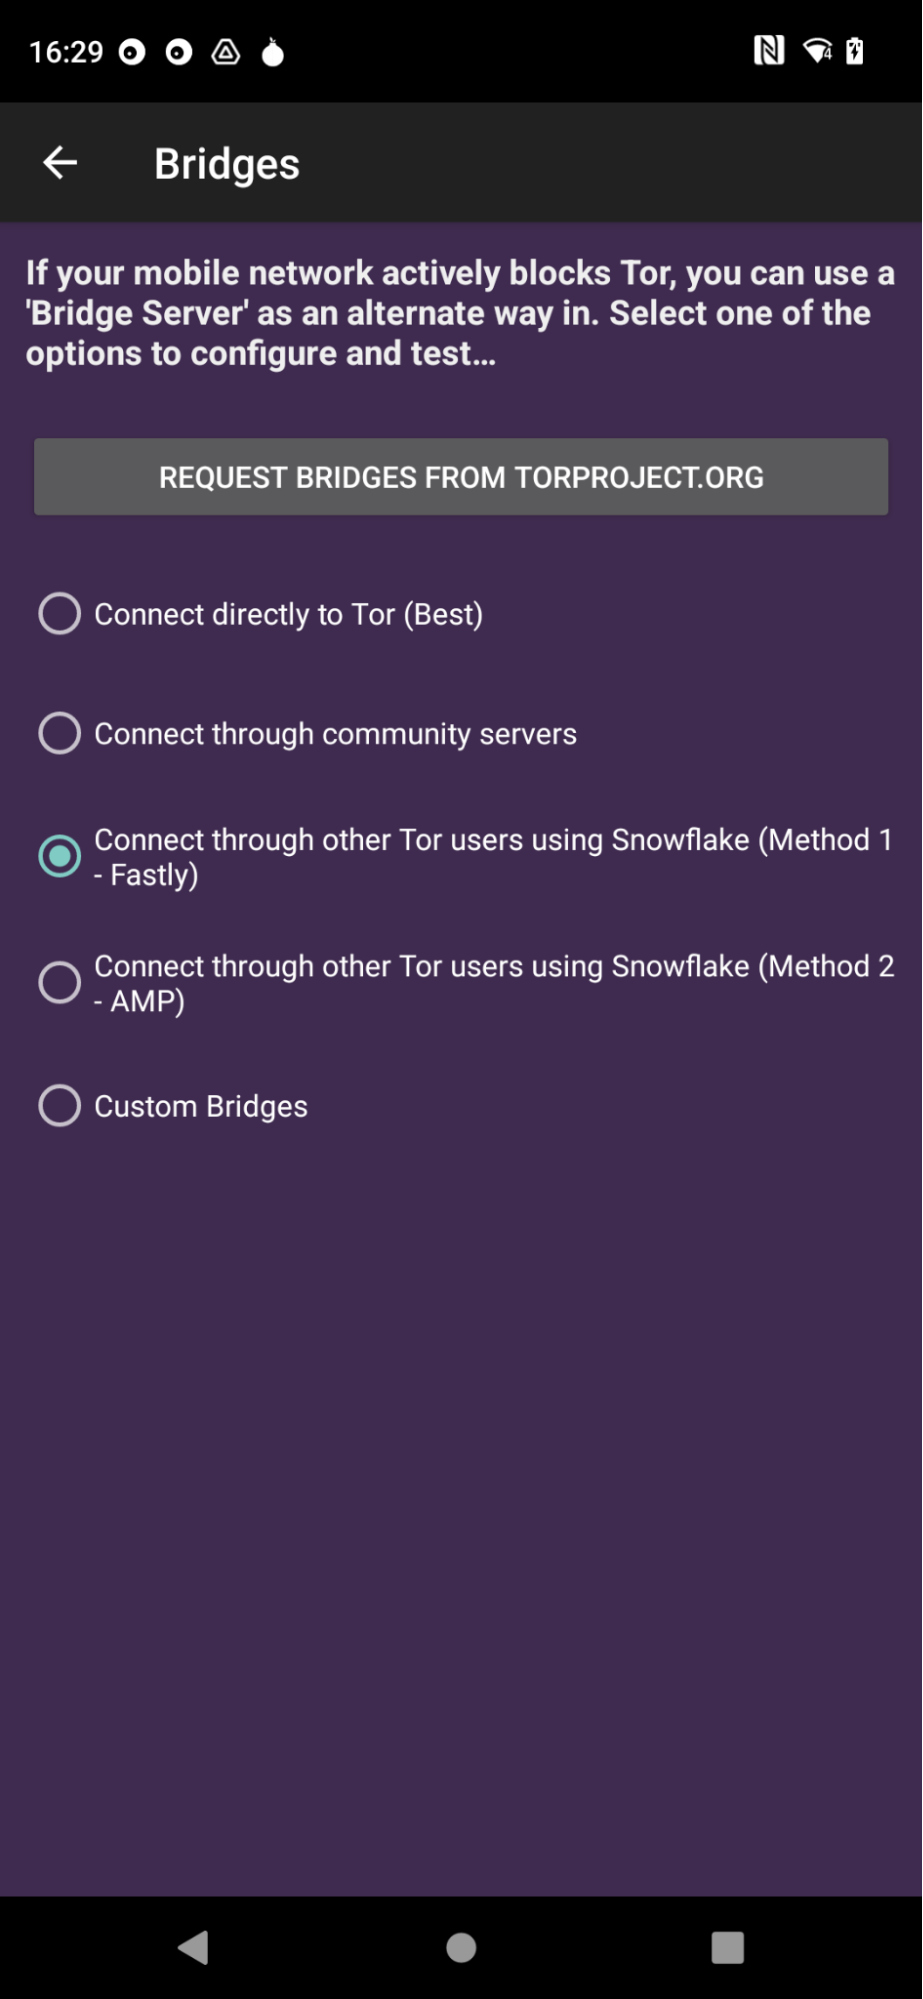 16:29
Bridges
If your mobile network actively blocks Tor, you can use a
'Bridge Server' as an alternate way in. Select one of the
options to configure and test...
REQUEST BRIDGES FROM TORPROJECT.ORG
Connect directly to Tor (Best)
Connect through community servers
Connect through other Tor users using Snowflake (Method 1
- Fastly)
Connect through other Tor users using Snowflake (Method 2
- AMP)
Custom Bridges